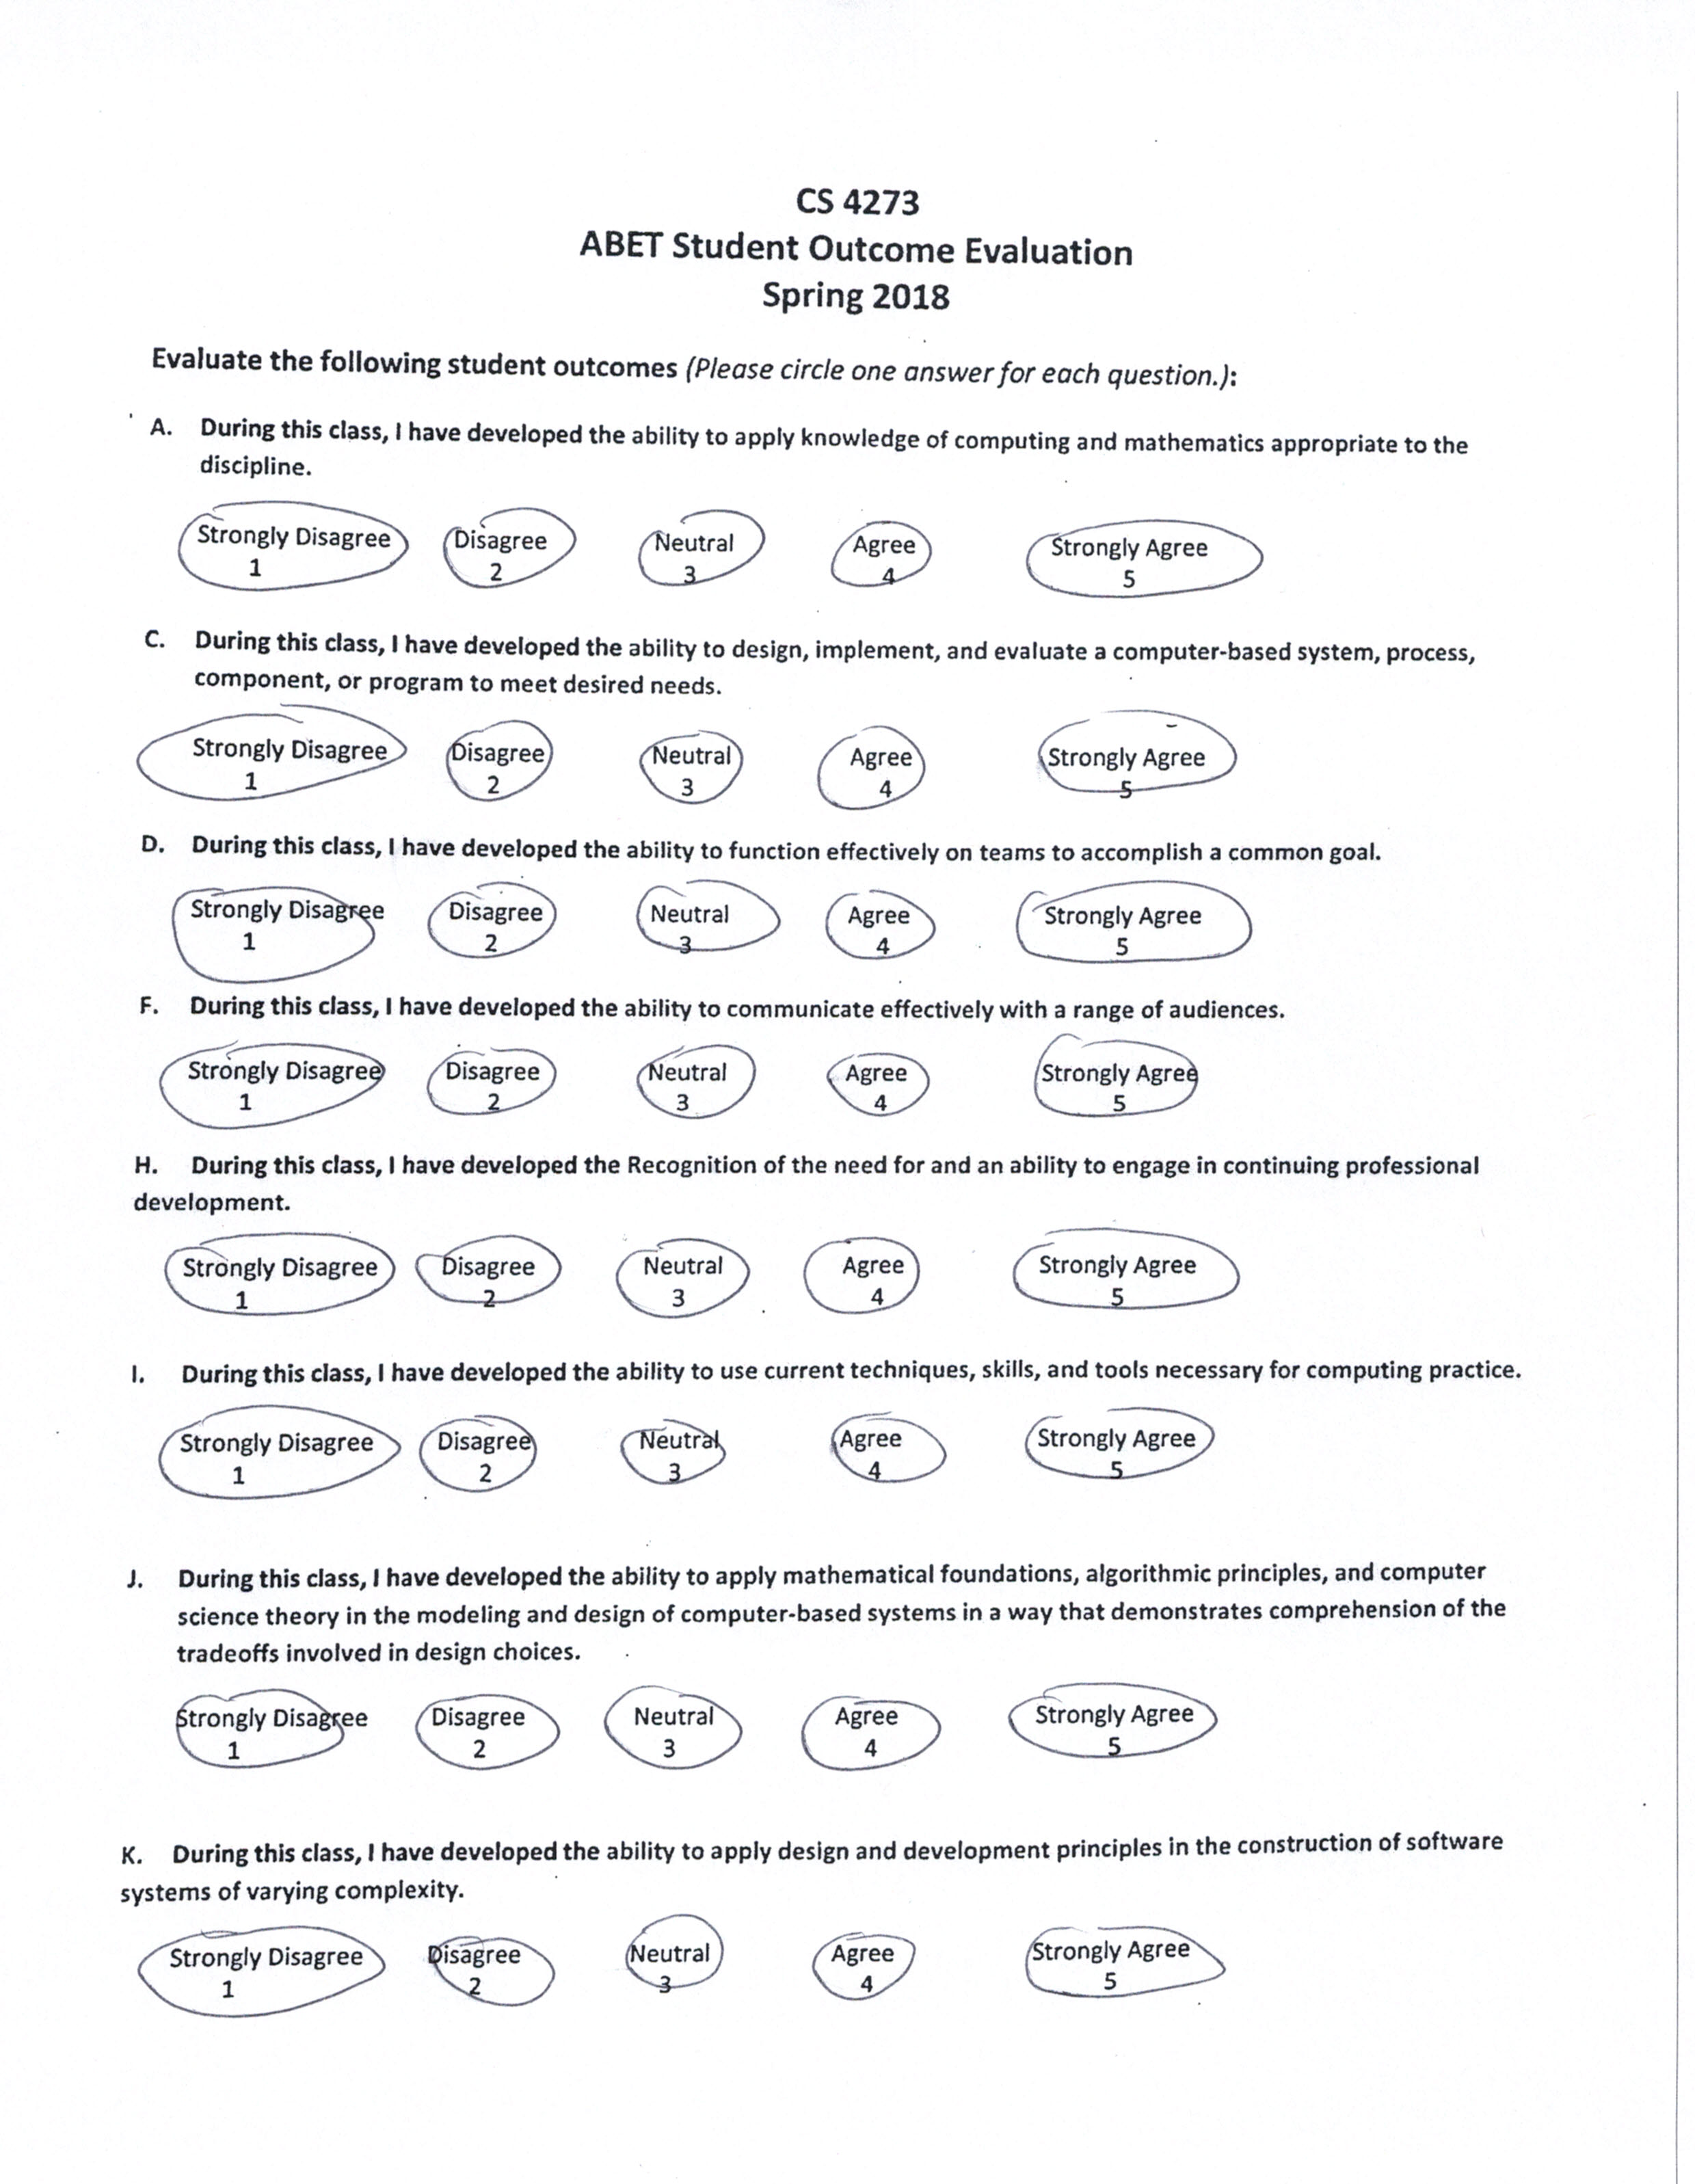 CS 4273
ABET Student Outcome Evaluation
Spring 2018
Evaluate the following student outcomes (Please circle one answer for each question.):
A. During this class, I have developed the ability to apply knowledge of computing and mathematics appropriate to the
discipline.
Strongly Disagree Disagree Neutral Agree Strongly Agree
1 2 3 4 5
C. During this class, I have developed the ability to design, implement, and evaluate a computer-based system, process,
component, or program to meet desired needs.
Strongly Disagree Disagree Neutral Agree Strongly Agree
1 2 3 4 5
D. During this class, I have developed the ability to function effectively on teams to accomplish a common goal.
Strongly Disagree Disagree Neutral Agree Strongly Agree
1 2 3 4 5
F. During this class, I have developed the ability to communicate effectively with a range of audiences.
Strongly Disagree Disagree Neutral Agree Strongly Agree
1 2 3 4 5
H. During this class, I have developed the Recognition of the need for and an ability to engage in continuing professional
development.
Strongly Disagree Disagree Neutral Agree Strongly Agree
1 2 3 4 5
I. During this class, I have developed the ability to use current techniques, skills, and tools necessary for computing practice.
Strongly Disagree Disagree Neutral Agree Strongly Agree
1 2 3 4 5
J. During this class, I have developed the ability to apply mathematical foundations, algorithmic principles, and computer
science theory in the modeling and design of computer-based systems in a way that demonstrates comprehension of the
tradeoffs involved in design choices.
Strongly Disagree Disagree Neutral Agree Strongly Agree
1 2 3 4 5
K. During this class, I have developed the ability to apply design and development principles in the construction of software
systems of varying complexity.
Strongly Disagree Disagree Neutral Agree Strongly Agree
1 2 3 4 5